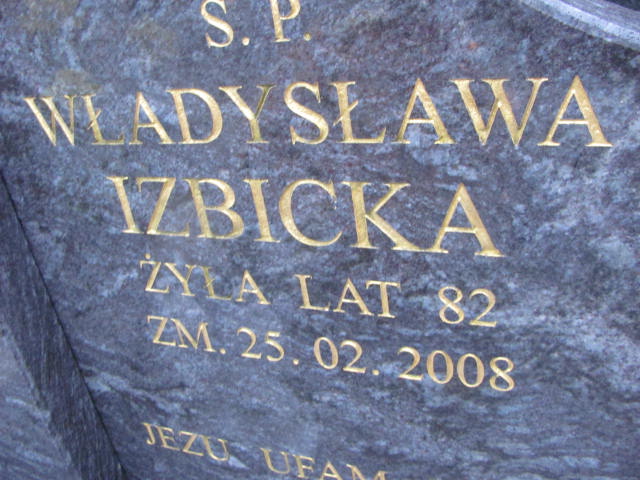 Ś. P.
WŁADYSŁAWA
IZBICKA
ŻYŁA LAT 82
ZM. 25. 02. 2008
JEZU UFAM